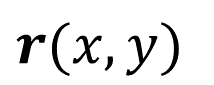 𝒓(𝑥, 𝑦)